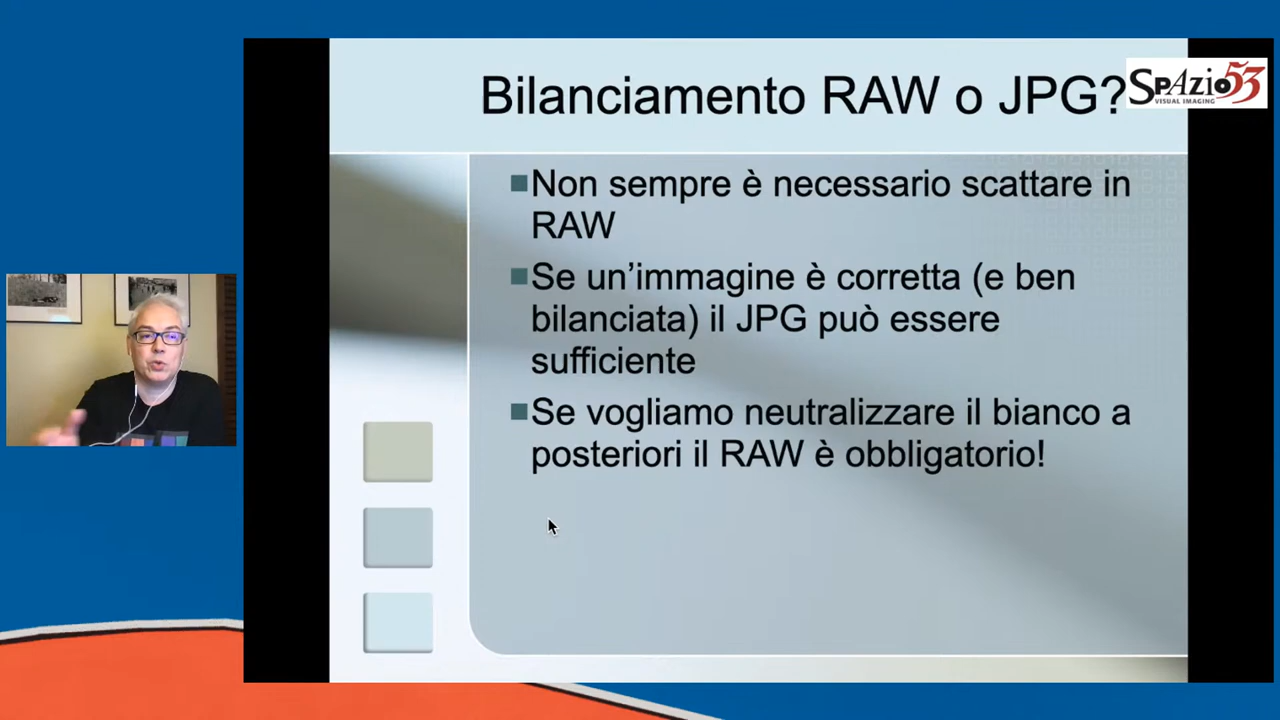 Bilanciamento RAW o JPG?
SPAZIO53
VISUAL IMAGING
Non sempre è necessario scattare in
RAW
Se un’immagine è corretta (e ben
bilanciata) il JPG può essere
sufficiente
Se vogliamo neutralizzare il bianco a
posteriori il RAW è obbligatorio!